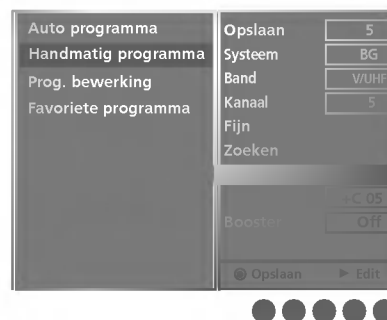 Auto programma
Handmatig programma
Prog. bewerking
Favoriete programma
Opslaan 5
Systeem BG
Band V/UHF
Kanaal 5
Fijn
Zoeken
C 05
Booster Off
Opslaan ► Edit